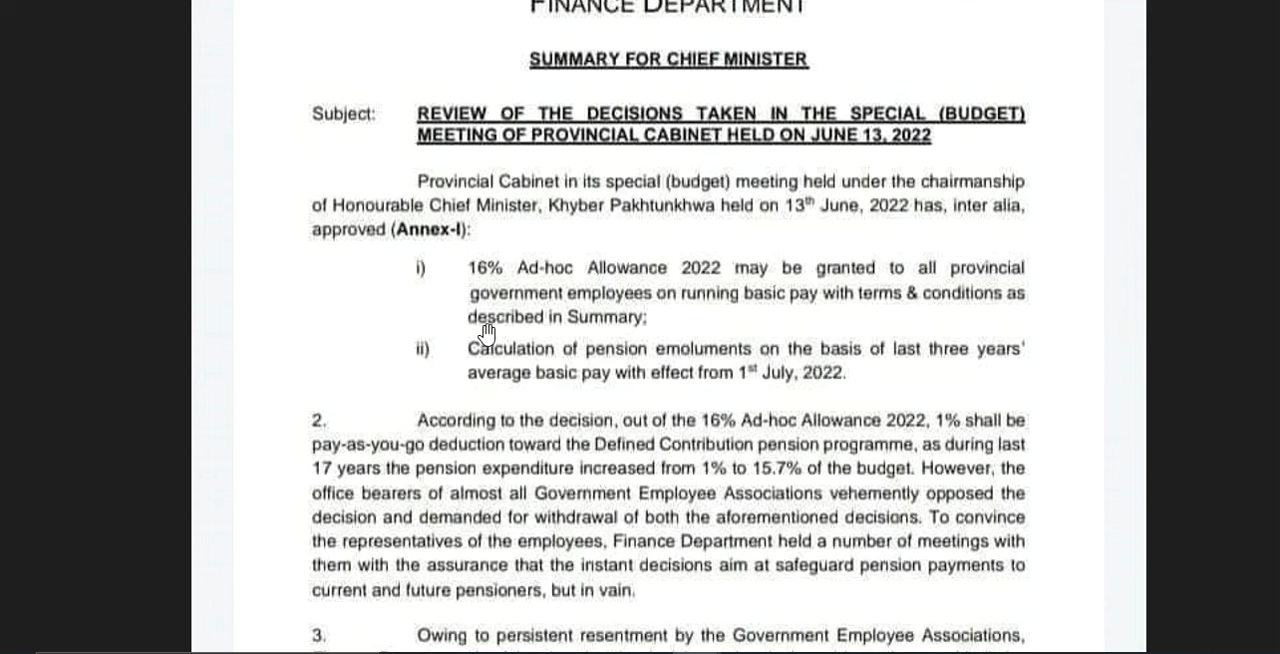 FINANCE DEPARTMENT
SUMMARY FOR CHIEF MINISTER
Subject: REVIEW OF THE DECISIONS TAKEN IN THE SPECIAL (BUDGET)
MEETING OF PROVINCIAL CABINET HELD ON JUNE 13, 2022
Provincial Cabinet in its special (budget) meeting held under the chairmanship
of Honourable Chief Minister, Khyber Pakhtunkhwa held on 13th June, 2022 has, inter alia,
approved (Annex-I):
i) 16% Ad-hoc Allowance 2022 may be granted to all provincial
government employees on running basic pay with terms & conditions as
described in Summary;
ii) Calculation of pension emoluments on the basis of last three years'
average basic pay with effect from 1st July, 2022.
2. According to the decision, out of the 16% Ad-hoc Allowance 2022, 1% shall be
pay-as-you-go deduction toward the Defined Contribution pension programme, as during last
17 years the pension expenditure increased from 1% to 15.7% of the budget. However, the
office bearers of almost all Government Employee Associations vehemently opposed the
decision and demanded for withdrawal of both the aforementioned decisions. To convince
the representatives of the employees, Finance Department held a number of meetings with
them with the assurance that the instant decisions aim at safeguard pension payments to
current and future pensioners, but in vain.
3. Owing to persistent resentment by the Government Employee Associations,